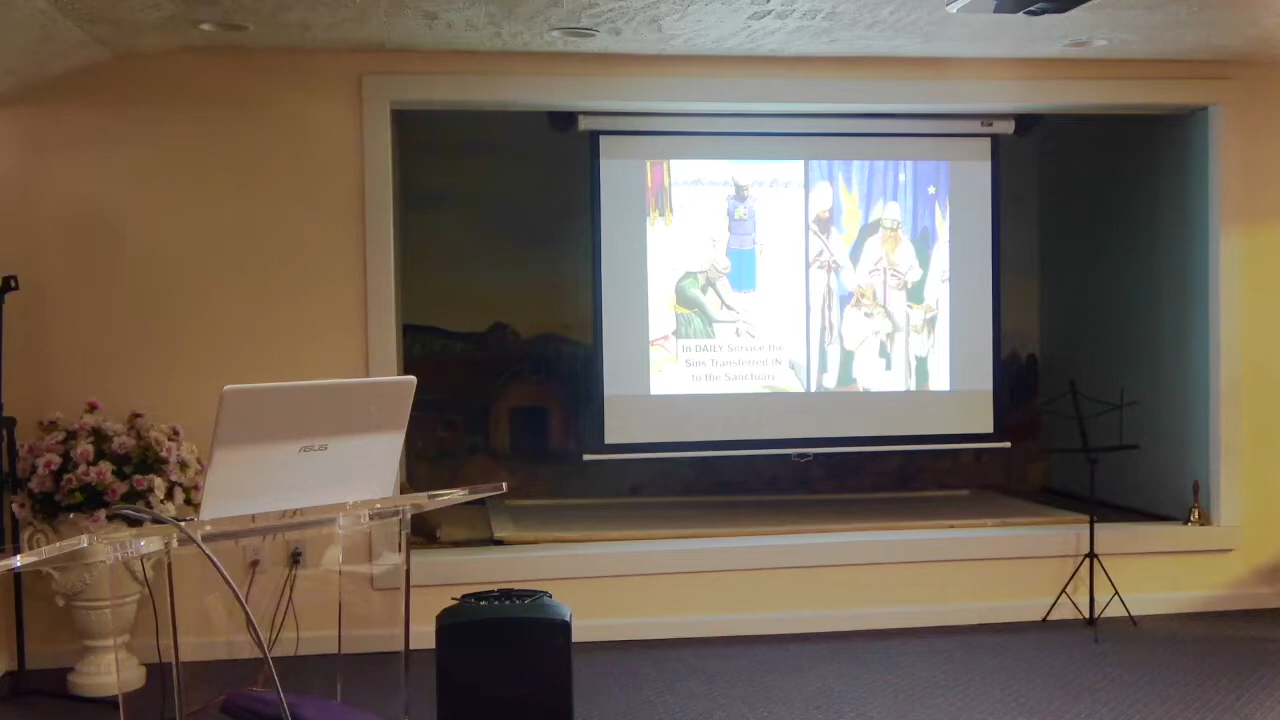 In DAILY Service the
Sins Transferred IN
to the Sanctuary
ASUS